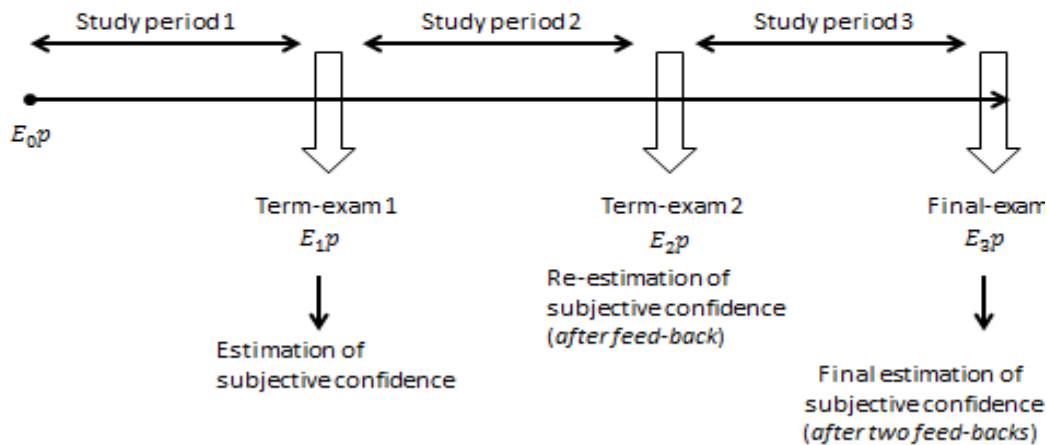 Study period 1
Study period 2
Study period 3
E₀p
Term-exam 1
E₁p
Term-exam 2
E₂p
Final-exam
E₃p
Re-estimation of
subjective confidence
(after feed-back)
Estimation of
subjective confidence
Final estimation of
subjective confidence
(after two feed-backs)